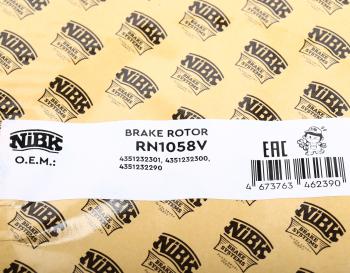 NiBK
BRAKE SYSTEMS
NiBK
O.E.M.:
BRAKE ROTOR
RN1058V
4351232301, 4351232300,
4351232290
EAC
4 673763 462390